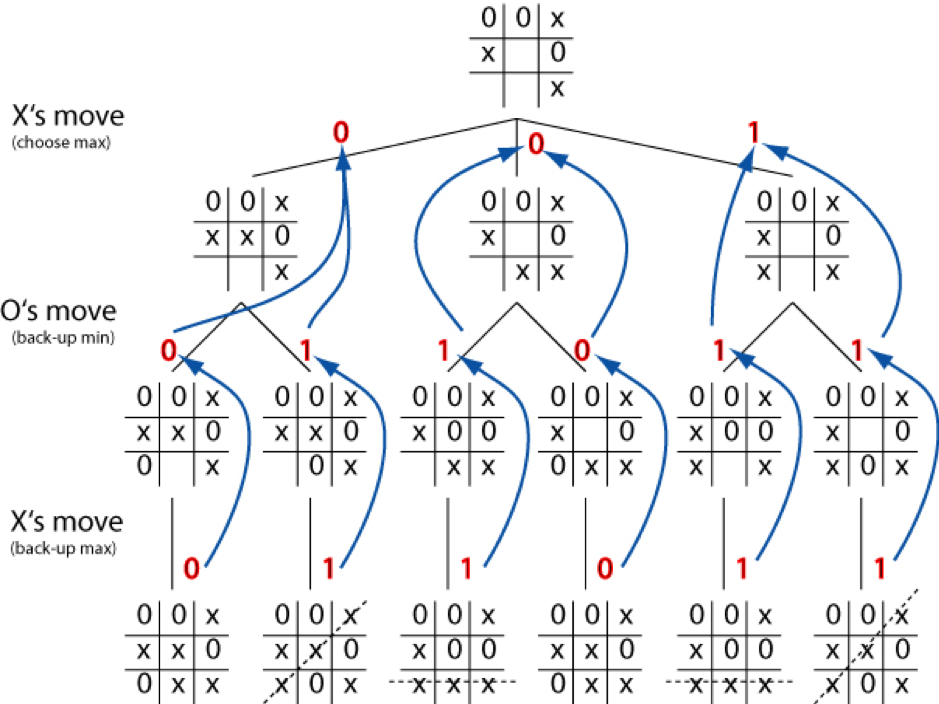 0 0 x
x 0
x
X‘s move
(choose max)
0 0 1
0 0 x 0 0 x 0 0 x
x x 0 x 0 x 0
x x x x x
O‘s move
(back-up min)
0 1 1 0 1 1
0 0 x 0 0 x 0 0 x 0 0 x 0 0 x 0 0 x
x x 0 x x 0 x 0 0 x 0 x 0 0 x 0
0 x 0 x x x 0 x x x x x 0 x
X‘s move
(back-up max)
0 1 1 0 1 1
0 0 x 0 0 x 0 0 x 0 0 x 0 0 x 0 0 x
x x 0 x x 0 x 0 0 x x 0 x 0 0 x x 0
0 x x x 0 x x x x 0 x x x x x x 0 x